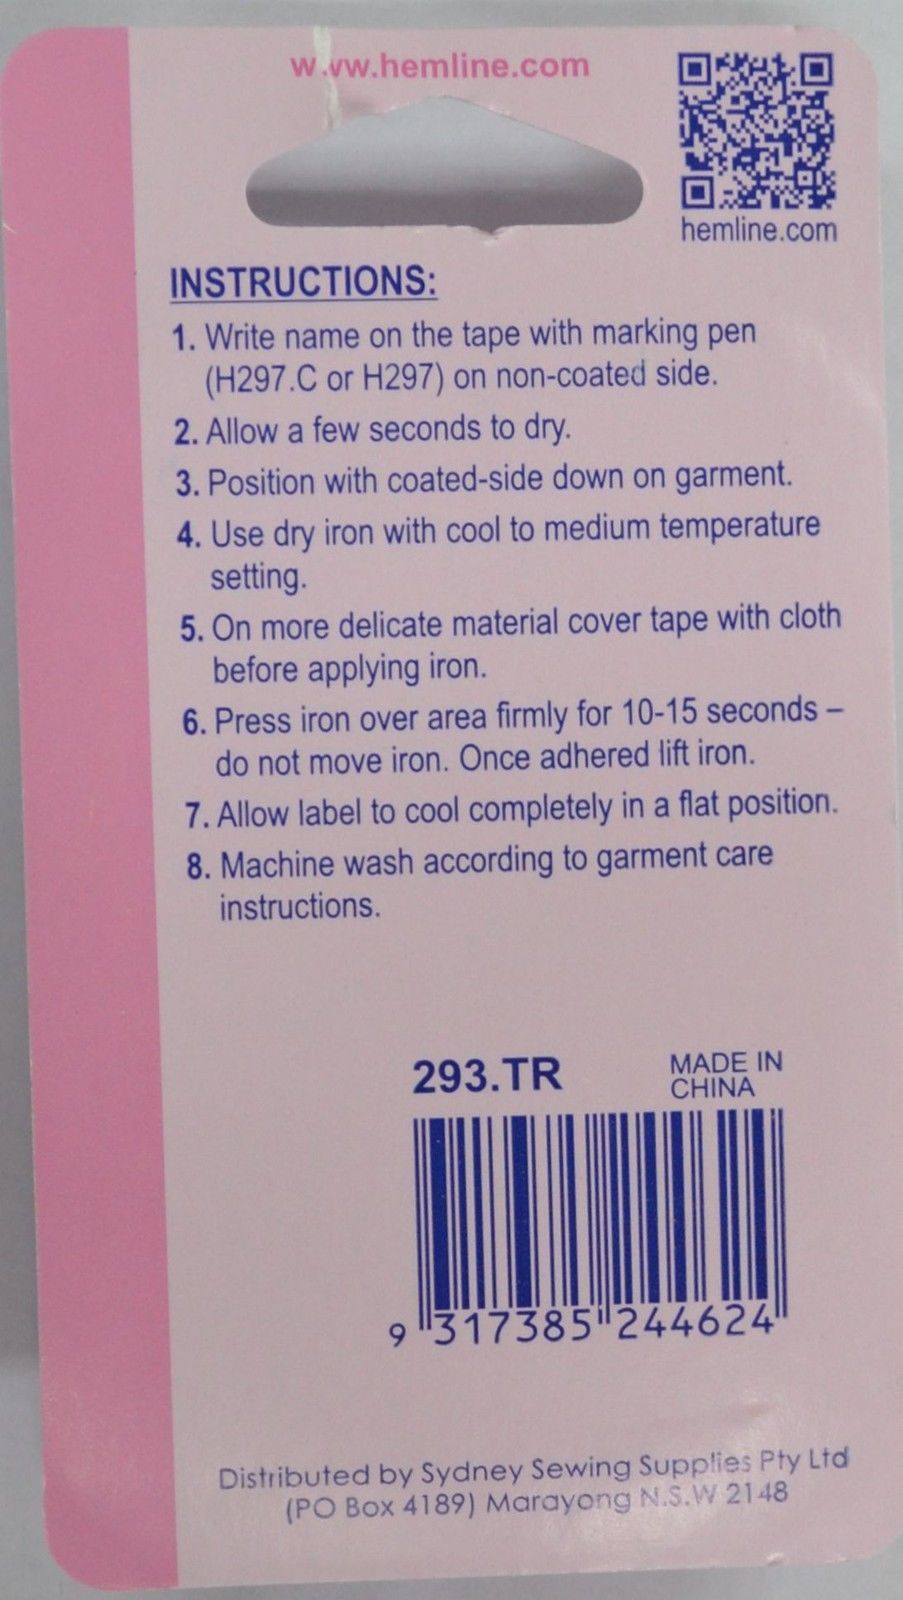 www.hemline.com
hemline.com
INSTRUCTIONS:
1. Write name on the tape with marking pen
(H297.C or H297) on non-coated side.
2. Allow a few seconds to dry.
3. Position with coated-side down on garment.
4. Use dry iron with cool to medium temperature
setting.
5. On more delicate material cover tape with cloth
before applying iron.
6. Press iron over area firmly for 10-15 seconds –
do not move iron. Once adhered lift iron.
7. Allow label to cool completely in a flat position.
8. Machine wash according to garment care
instructions.
293.TR
MADE IN
CHINA
9 317385 244624
Distributed by Sydney Sewing Supplies Pty Ltd
(PO Box 4189) Marayong N.S.W 2148